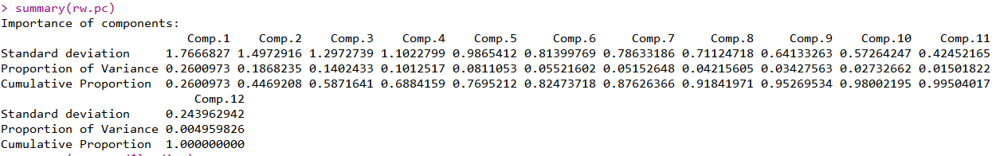 > summary(rw.pc)
Importance of components:
                          Comp.1    Comp.2    Comp.3    Comp.4    Comp.5     Comp.6     Comp.7     Comp.8     Comp.9    Comp.10    Comp.11
Standard deviation     1.7666827 1.4972916 1.2972739 1.1022799 0.9865412 0.81399769 0.78633186 0.71124718 0.64133263 0.57264247 0.42452165
Proportion of Variance 0.2600973 0.1868235 0.1402433 0.1012517 0.0811053 0.05521602 0.05152648 0.04215605 0.03427563 0.02732662 0.01501822
Cumulative Proportion  0.2600973 0.4469208 0.5871641 0.6884159 0.7695212 0.82473718 0.87626366 0.91841971 0.95269534 0.98002195 0.99504017
                           Comp.12
Standard deviation     0.243962942
Proportion of Variance 0.004959826
Cumulative Proportion  1.000000000